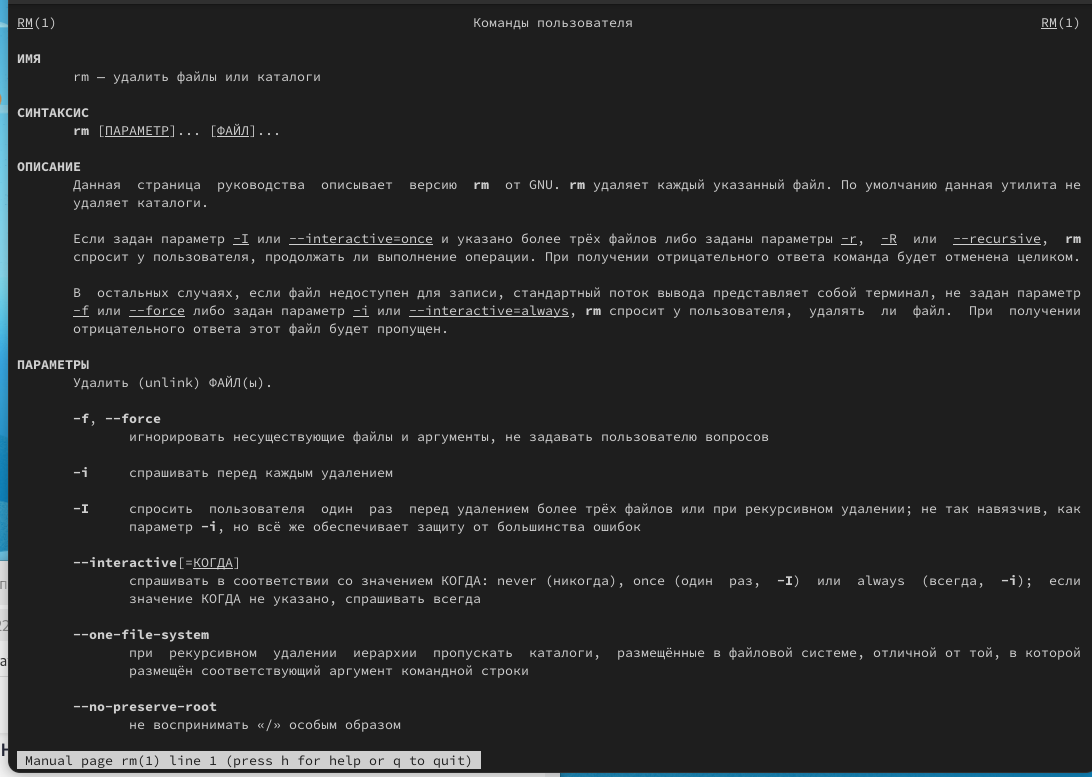 RM(1) Команды пользователя RM(1)
ИМЯ
rm — удалить файлы или каталоги
СИНТАКСИС
rm [ПАРАМЕТР]... [ФАЙЛ]...
ОПИСАНИЕ
Данная страница руководства описывает версию rm от GNU. rm удаляет каждый указанный файл. По умолчанию данная утилита не
удаляет каталоги.
Если задан параметр -I или --interactive=once и указано более трёх файлов либо заданы параметры -r, -R или --recursive, rm
спросит у пользователя, продолжать ли выполнение операции. При получении отрицательного ответа команда будет отменена целиком.
В остальных случаях, если файл недоступен для записи, стандартный поток вывода представляет собой терминал, не задан параметр
-f или --force либо задан параметр -i или --interactive=always, rm спросит у пользователя, удалять ли файл. При получении
отрицательного ответа этот файл будет пропущен.
ПАРАМЕТРЫ
Удалить (unlink) ФАЙЛ(ы).
-f, --force
игнорировать несуществующие файлы и аргументы, не задавать пользователю вопросов
-i спрашивать перед каждым удалением
-I спросить пользователя один раз перед удалением более трёх файлов или при рекурсивном удалении; не так навязчив, как
параметр -i, но всё же обеспечивает защиту от большинства ошибок
--interactive[=КОГДА]
спрашивать в соответствии со значением КОГДА: never (никогда), once (один раз, -I) или always (всегда, -i); если
значение КОГДА не указано, спрашивать всегда
--one-file-system
при рекурсивном удалении иерархии пропускать каталоги, размещённые в файловой системе, отличной от той, в которой
размещён соответствующий аргумент командной строки
--no-preserve-root
не воспринимать «/» особым образом
Manual page rm(1) line 1 (press h for help or q to quit)